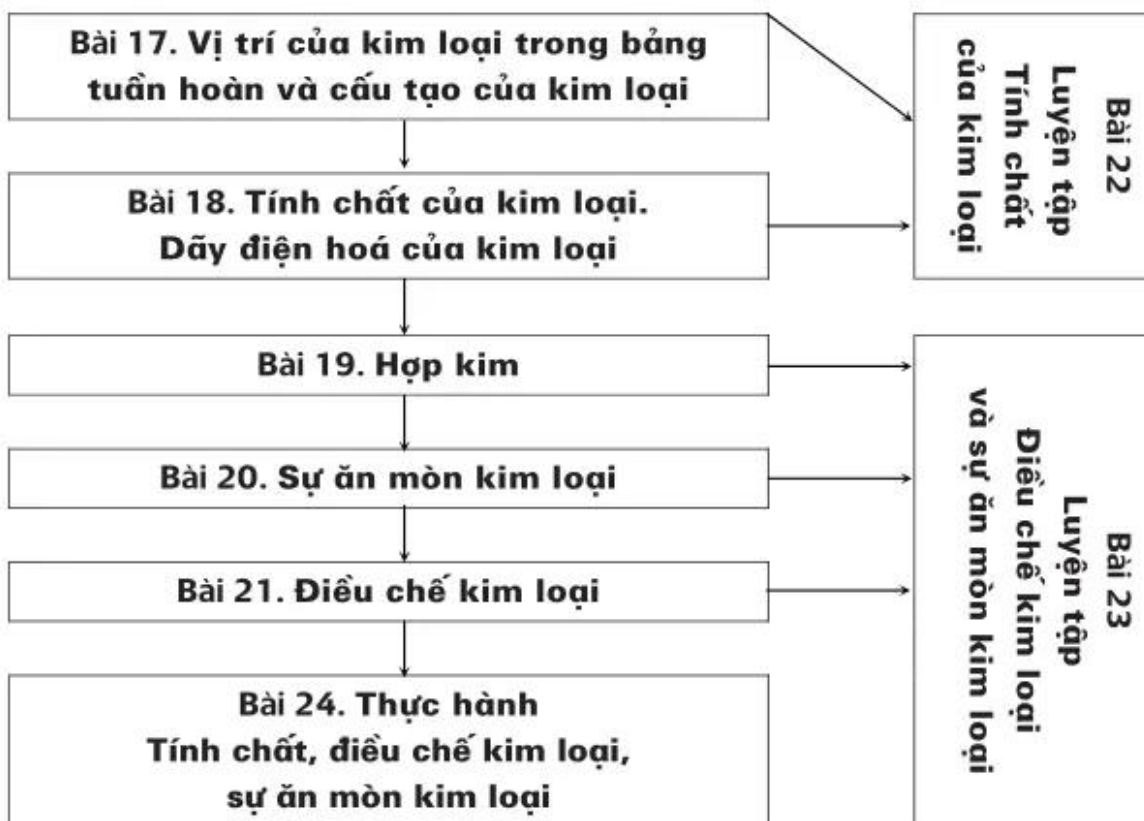 Bài 17. Vị trí của kim loại trong bảng
tuần hoàn và cấu tạo của kim loại
Bài 18. Tính chất của kim loại.
Dãy điện hoá của kim loại
Bài 19. Hợp kim
Bài 20. Sự ăn mòn kim loại
Bài 21. Điều chế kim loại
Bài 24. Thực hành
Tính chất, điều chế kim loại,
sự ăn mòn kim loại
Bài 22
Luyện tập
Tính chất
của kim loại
Bài 23
Luyện tập
Điều chế kim loại
và sự ăn mòn kim loại